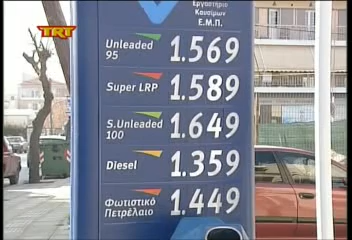 TRT
Εργαστήριο
Καυσίμων
Ε.Μ.Π.
Unleaded 95 1.569
Super LRP 1.589
S.Unleaded 100 1.649
Diesel 1.359
Φωτιστικό Πετρέλαιο 1.449